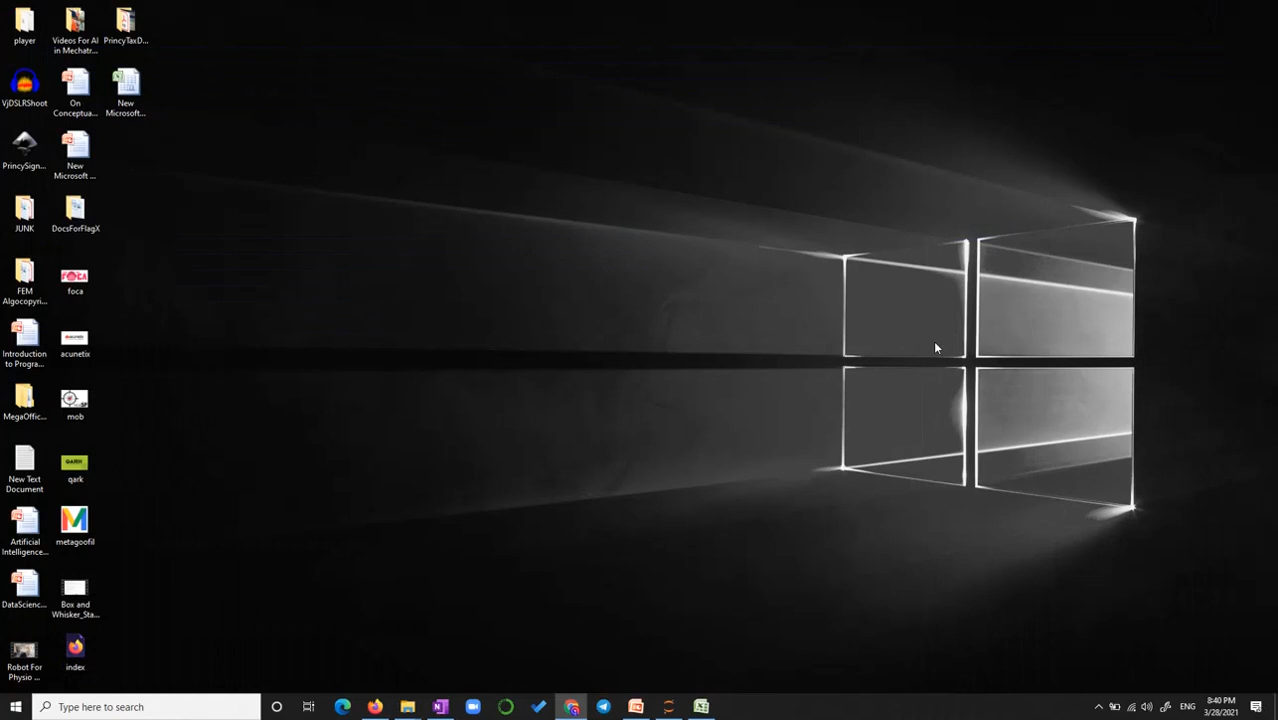 player
Videos For AI
in Mechatr...
PrincyTaxD...
VjDSLRShoot
On
Conceptua...
New
Microsoft...
PrincySign...
New
Microsoft ...
JUNK
DocsForFlagX
FEM
Algocopyri...
foca
Introduction
to Progra...
acunetix
MegaOffic...
mob
New Text
Document
QARK
qark
Artificial
Intelligence...
metagoofil
DataScienc...
Box and
Whisker_Sta...
Robot For
Physio ...
index
Type here to search
ENG
8:40 PM
3/28/2021